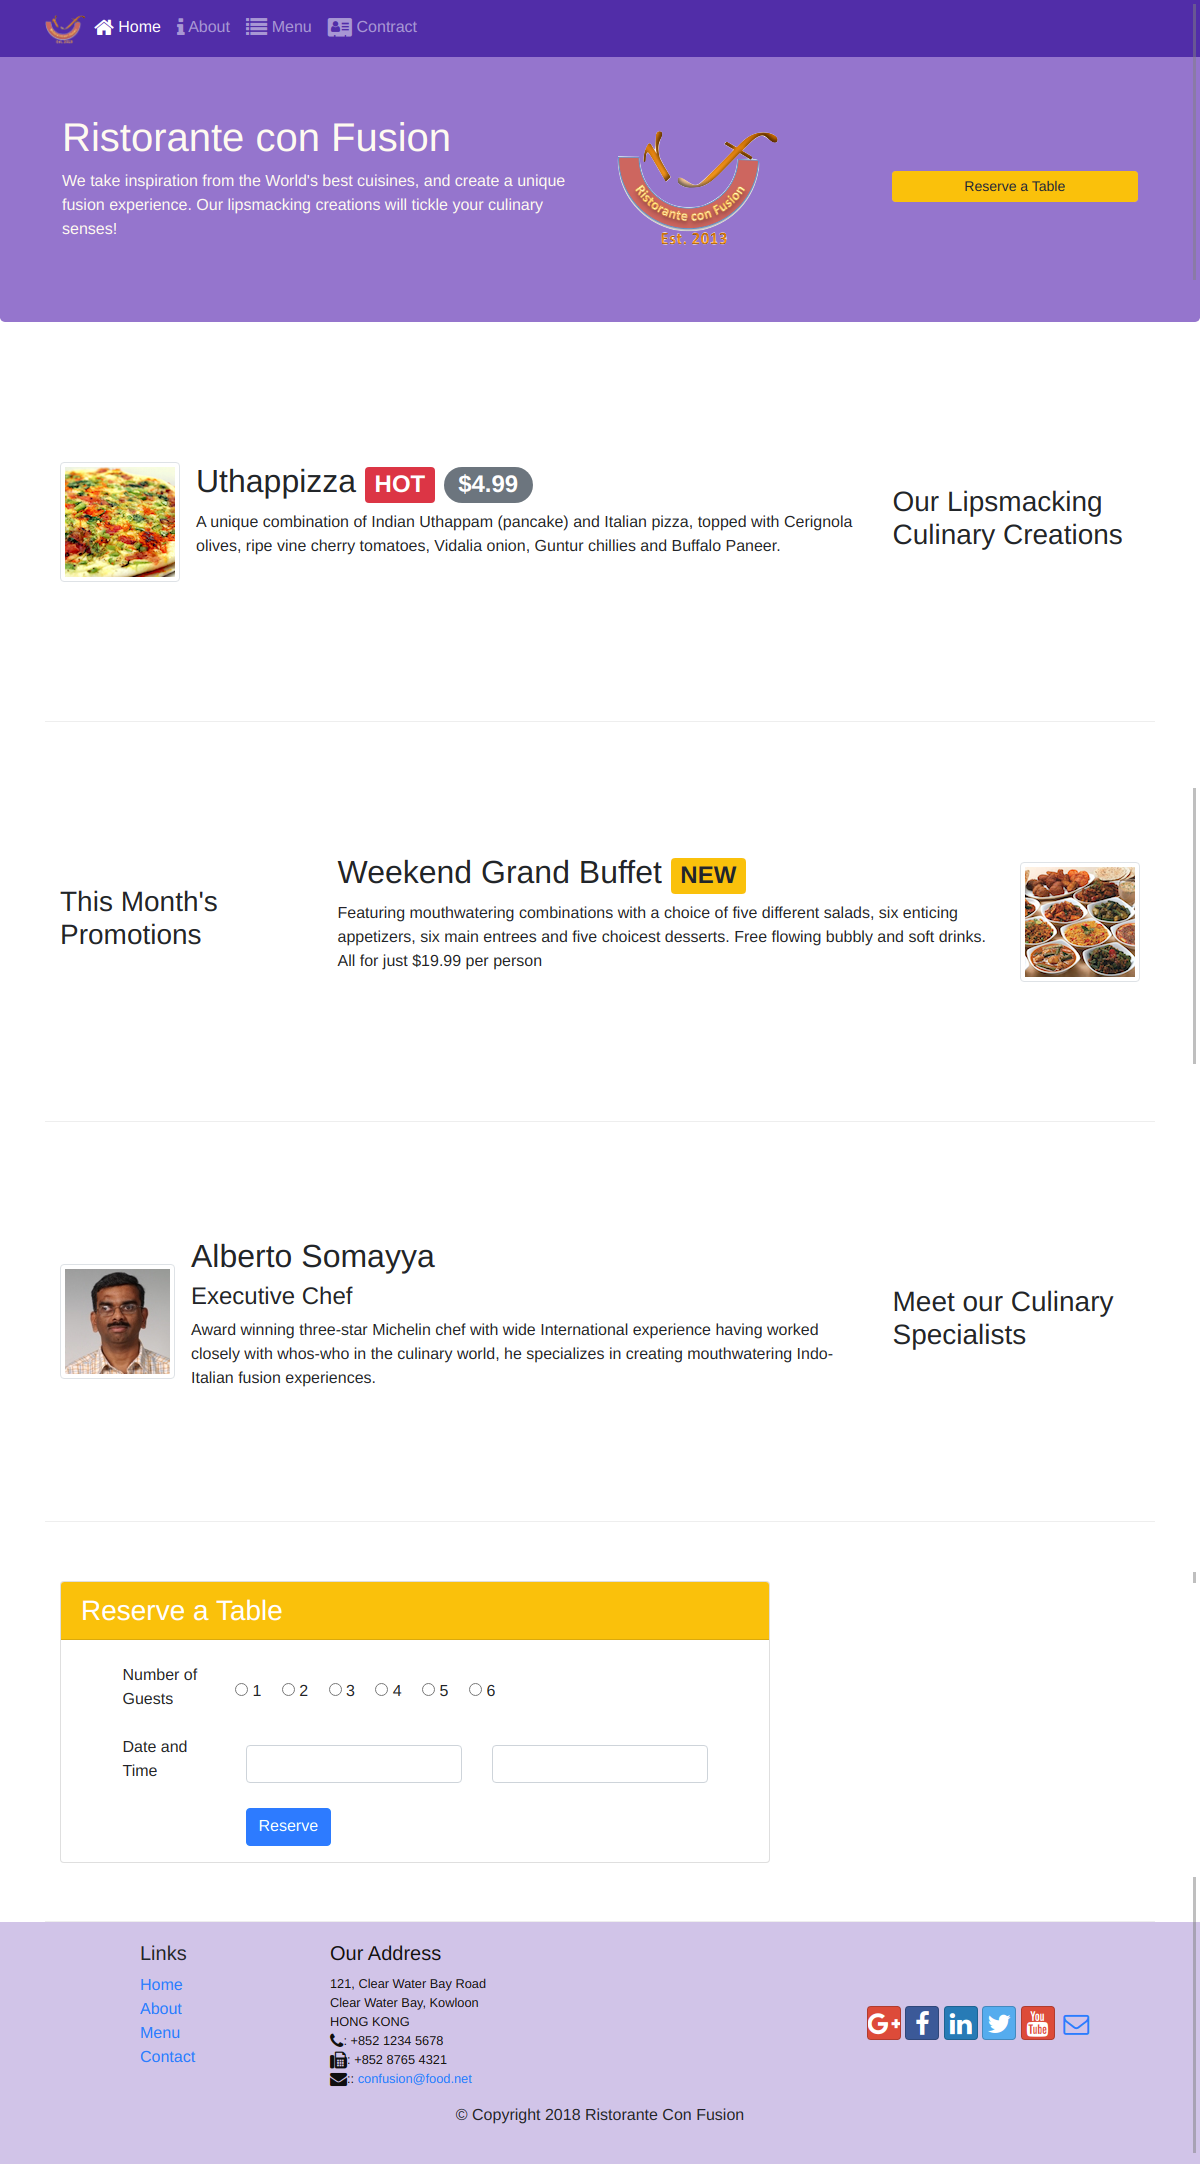 Home About Menu Contract
Ristorante con Fusion
We take inspiration from the World's best cuisines, and create a unique
fusion experience. Our lipsmacking creations will tickle your culinary
senses!
Ristorante con Fusion
Est. 2019
Reserve a Table
Uthappizza HOT $4.99
A unique combination of Indian Uthappam (pancake) and Italian pizza, topped with Cerignola
olives, ripe vine cherry tomatoes, Vidalia onion, Guntur chillies and Buffalo Paneer.
Our Lipsmacking
Culinary Creations
This Month's
Promotions
Weekend Grand Buffet NEW
Featuring mouthwatering combinations with a choice of five different salads, six enticing
appetizers, six main entrees and five choicest desserts. Free flowing bubbly and soft drinks.
All for just $19.99 per person
Alberto Somayya
Executive Chef
Award winning three-star Michelin chef with wide International experience having worked
closely with whos-who in the culinary world, he specializes in creating mouthwatering Indo-
Italian fusion experiences.
Meet our Culinary
Specialists
Reserve a Table
Number of
Guests
1 2 3 4 5 6
Date and
Time
Reserve
Links
Home
About
Menu
Contact
Our Address
121, Clear Water Bay Road
Clear Water Bay, Kowloon
HONG KONG
: +852 1234 5678
: +852 8765 4321
:: confusion@food.net
G+ f in You Tube
© Copyright 2018 Ristorante Con Fusion